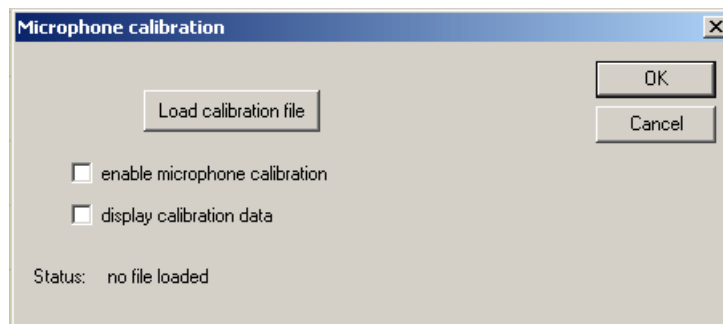 Microphone calibration
OK
Load calibration file
Cancel
enable microphone calibration
display calibration data
Status: no file loaded